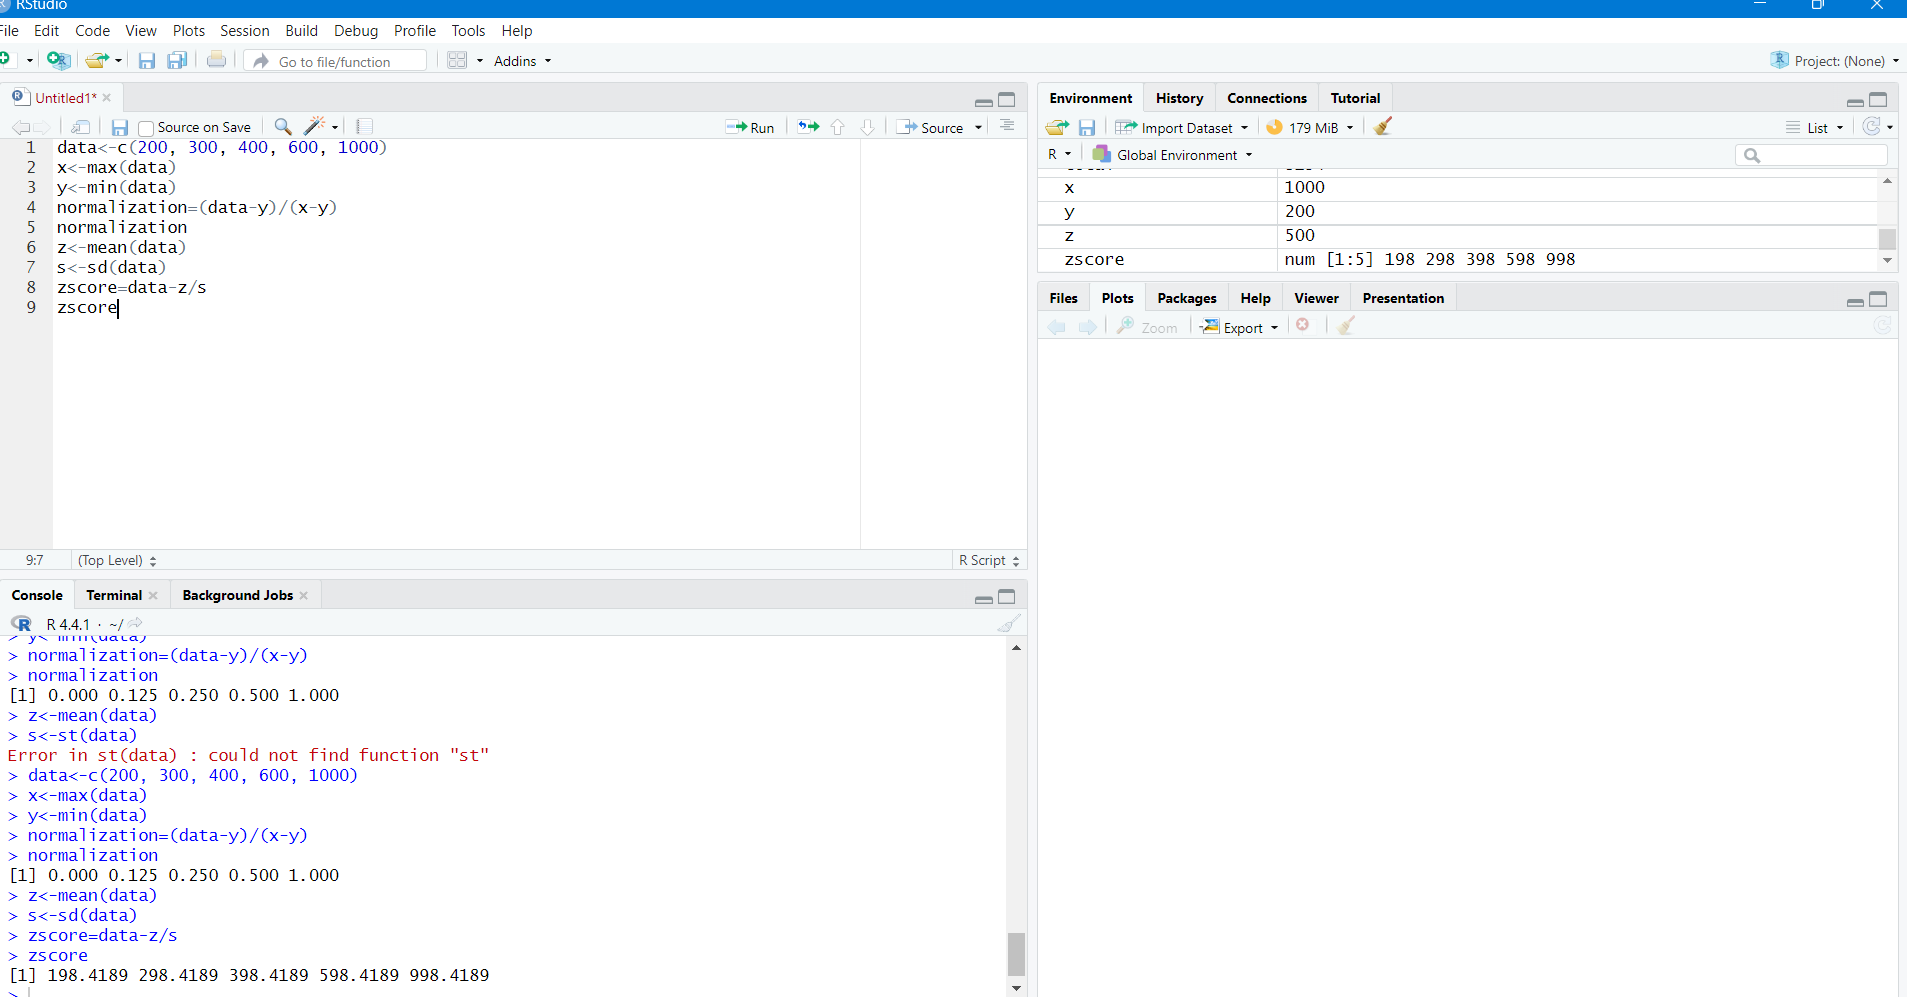 RStudio
File Edit Code View Plots Session Build Debug Profile Tools Help
Go to file/function Addins Project: (None)
Untitled1*
Source on Save Run Source
1 data<-c(200, 300, 400, 600, 1000)
2 x<-max(data)
3 y<-min(data)
4 normalization=(data-y)/(x-y)
5 normalization
6 z<-mean(data)
7 s<-sd(data)
8 zscore=data-z/s
9 zscore
9:7 (Top Level) R Script
Console Terminal Background Jobs
R 4.4.1 · ~/
> y<-min(data)
> normalization=(data-y)/(x-y)
> normalization
[1] 0.000 0.125 0.250 0.500 1.000
> z<-mean(data)
> s<-st(data)
Error in st(data) : could not find function "st"
> data<-c(200, 300, 400, 600, 1000)
> x<-max(data)
> y<-min(data)
> normalization=(data-y)/(x-y)
> normalization
[1] 0.000 0.125 0.250 0.500 1.000
> z<-mean(data)
> s<-sd(data)
> zscore=data-z/s
> zscore
[1] 198.4189 298.4189 398.4189 598.4189 998.4189
>
Environment History Connections Tutorial
Import Dataset 179 MiB List
R Global Environment
x 1000
y 200
z 500
zscore num [1:5] 198 298 398 598 998
Files Plots Packages Help Viewer Presentation
Zoom Export